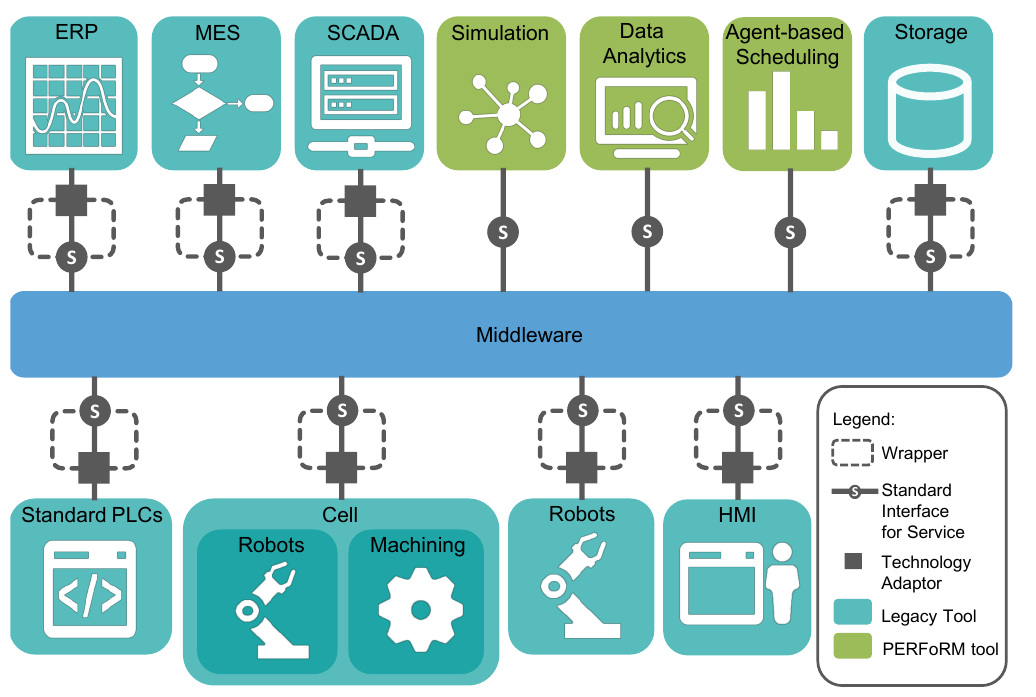 ERP
MES
SCADA
Simulation
Data
Analytics
Agent-based
Scheduling
Storage
S
S
S
S
S
S
S
Middleware
S
S
S
S
Standard PLCs
</>
Cell
Robots
Machining
Robots
HMI
Legend:
Wrapper
S
Standard
Interface
for Service
Technology
Adaptor
Legacy Tool
PERFoRM tool